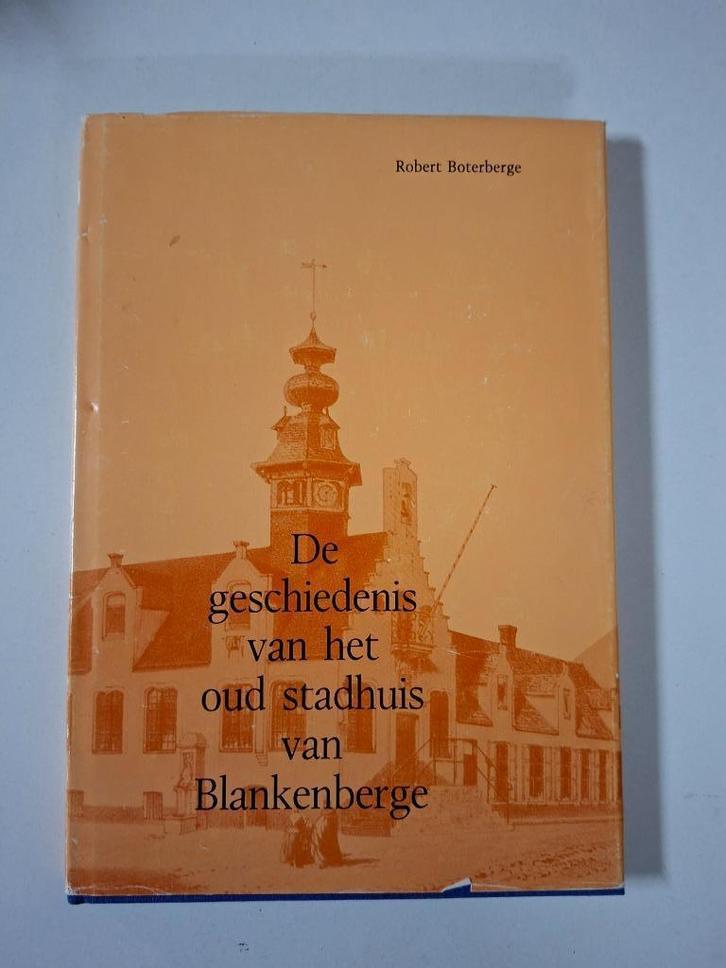 Robert Boterberge
De
geschiedenis
van het
oud stadhuis
van
Blankenberge